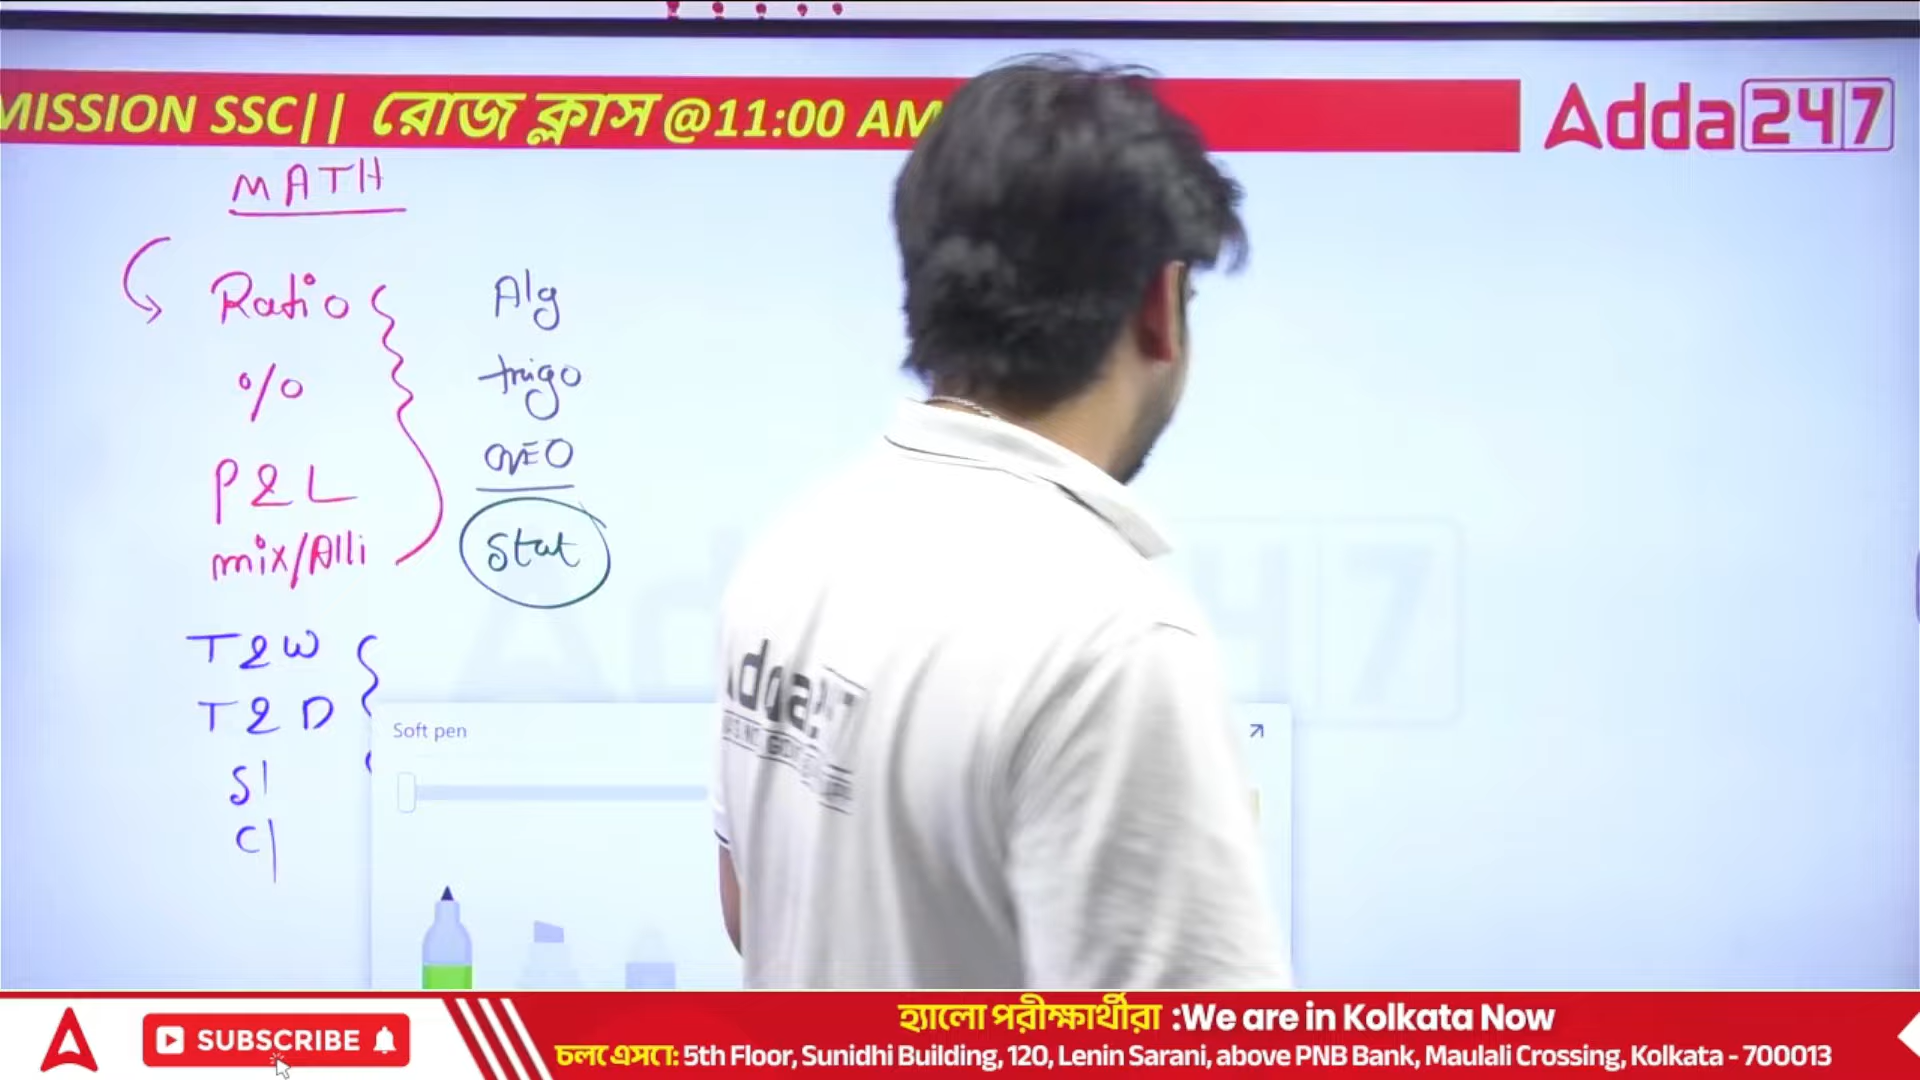 MISSION SSC|| রোজ ক্লাস @11:00 AM
Adda247
MATH
Ratio
%
P & L
mix/Alli
T & W
T & D
SI
CI
Alg
trigo
GEO
Stat
Soft pen
SUBSCRIBE
হ্যালো পরীক্ষার্থীরা :We are in Kolkata Now
চলে এসো: 5th Floor, Sunidhi Building, 120, Lenin Sarani, above PNB Bank, Maulali Crossing, Kolkata - 700013